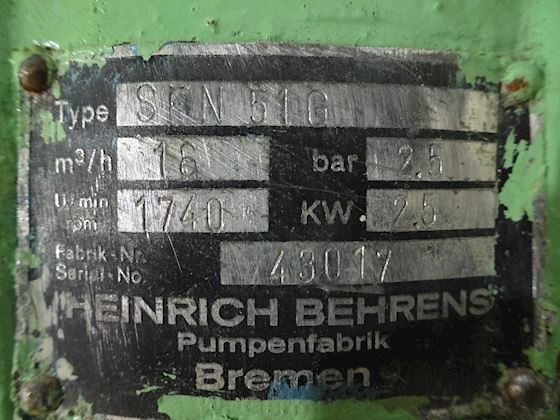 Type SFN 51G
m³/h 18 bar 2.5
U/min rpm 1740 KW. 2.5
Fabrik-Nr. Serial-No. 43017
HEINRICH BEHRENS
Pumpenfabrik
Bremen